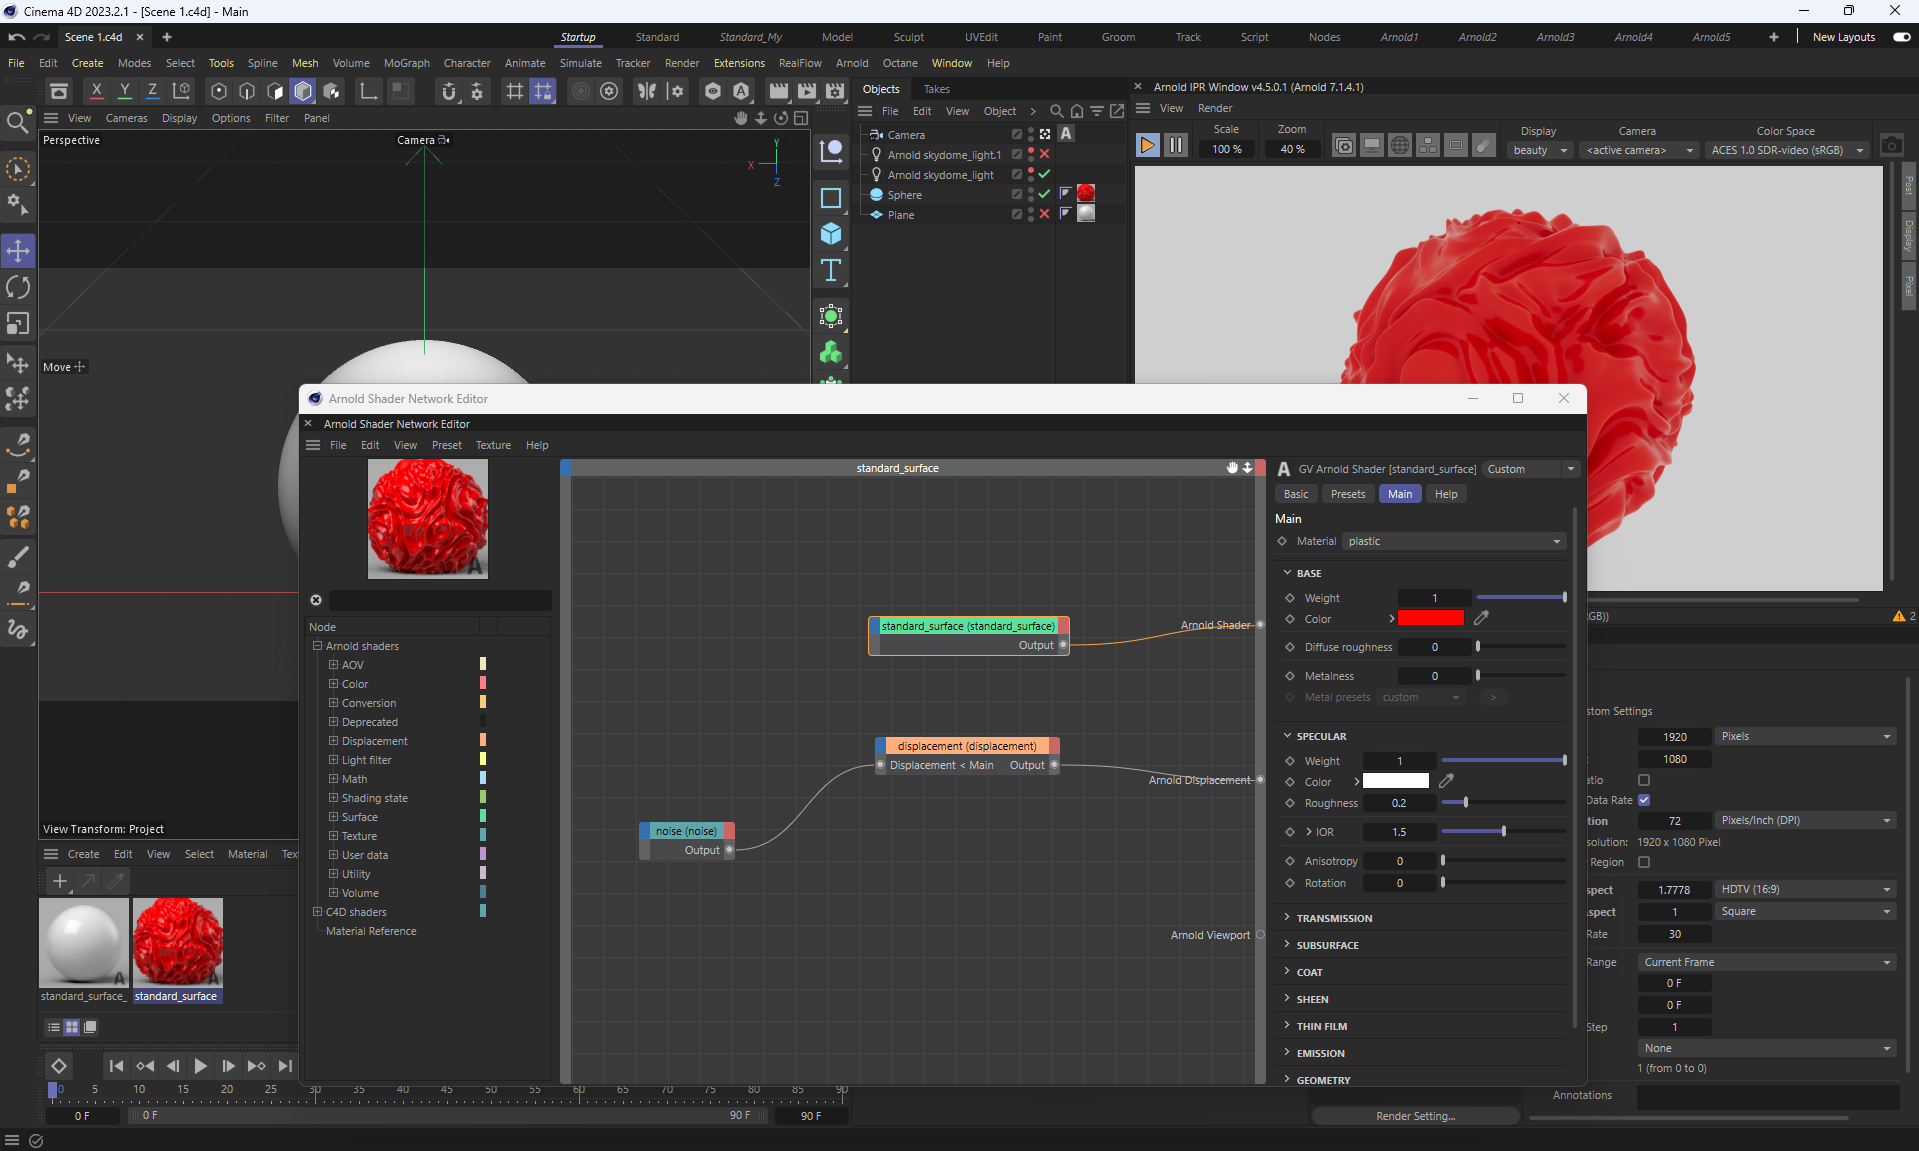 Cinema 4D 2023.2.1 - [Scene 1.c4d] - Main
Scene 1.c4d
Startup Standard Standard_My Model Sculpt UVEdit Paint Groom Track Script Nodes Arnold1 Arnold2 Arnold3 Arnold4 Arnold5 New Layouts
File Edit Create Modes Select Tools Spline Mesh Volume MoGraph Character Animate Simulate Tracker Render Extensions RealFlow Arnold Octane Window Help
X Y Z
View Cameras Display Options Filter Panel
Perspective
Camera
Y
X
Z
Move
View Transform: Project
Objects Takes
File Edit View Object
Camera
Arnold skydome_light.1
Arnold skydome_light
Sphere
Plane
Arnold IPR Window v4.5.0.1 (Arnold 7.1.4.1)
View Render
Scale Zoom Display Camera Color Space
100 % 40 % beauty <active camera> ACES 1.0 SDR-video (sRGB)
Post
Display
Pixel
Arnold Shader Network Editor
Arnold Shader Network Editor
File Edit View Preset Texture Help
Node
Arnold shaders
AOV
Color
Conversion
Deprecated
Displacement
Light filter
Math
Shading state
Surface
Texture
User data
Utility
Volume
C4D shaders
Material Reference
standard_surface
standard_surface (standard_surface)
Output
Arnold Shader
displacement (displacement)
Displacement < Main Output
Arnold Displacement
noise (noise)
Output
Arnold Viewport
GV Arnold Shader [standard_surface] Custom
Basic Presets Main Help
Main
Material plastic
BASE
Weight 1
Color
Diffuse roughness 0
Metalness 0
Metal presets custom >
SPECULAR
Weight 1
Color
Roughness 0.2
IOR 1.5
Anisotropy 0
Rotation 0
TRANSMISSION
SUBSURFACE
COAT
SHEEN
THIN FILM
EMISSION
GEOMETRY
GB)) 2
stom Settings
1920 Pixels
: 1080
atio
Data Rate
tion 72 Pixels/Inch (DPI)
solution: 1920 x 1080 Pixel
Region
spect 1.7778 HDTV (16:9)
spect 1 Square
Rate 30
Range Current Frame
0 F
0 F
Step 1
None
1 (from 0 to 0)
Annotations
Render Setting...
Create Edit View Select Material Tex
standard_surface_
standard_surface
0 5 10 15 20 25 30 35 40 45 50 55 60 65 70 75 80 85 90
0 F 0 F 90 F 90 F